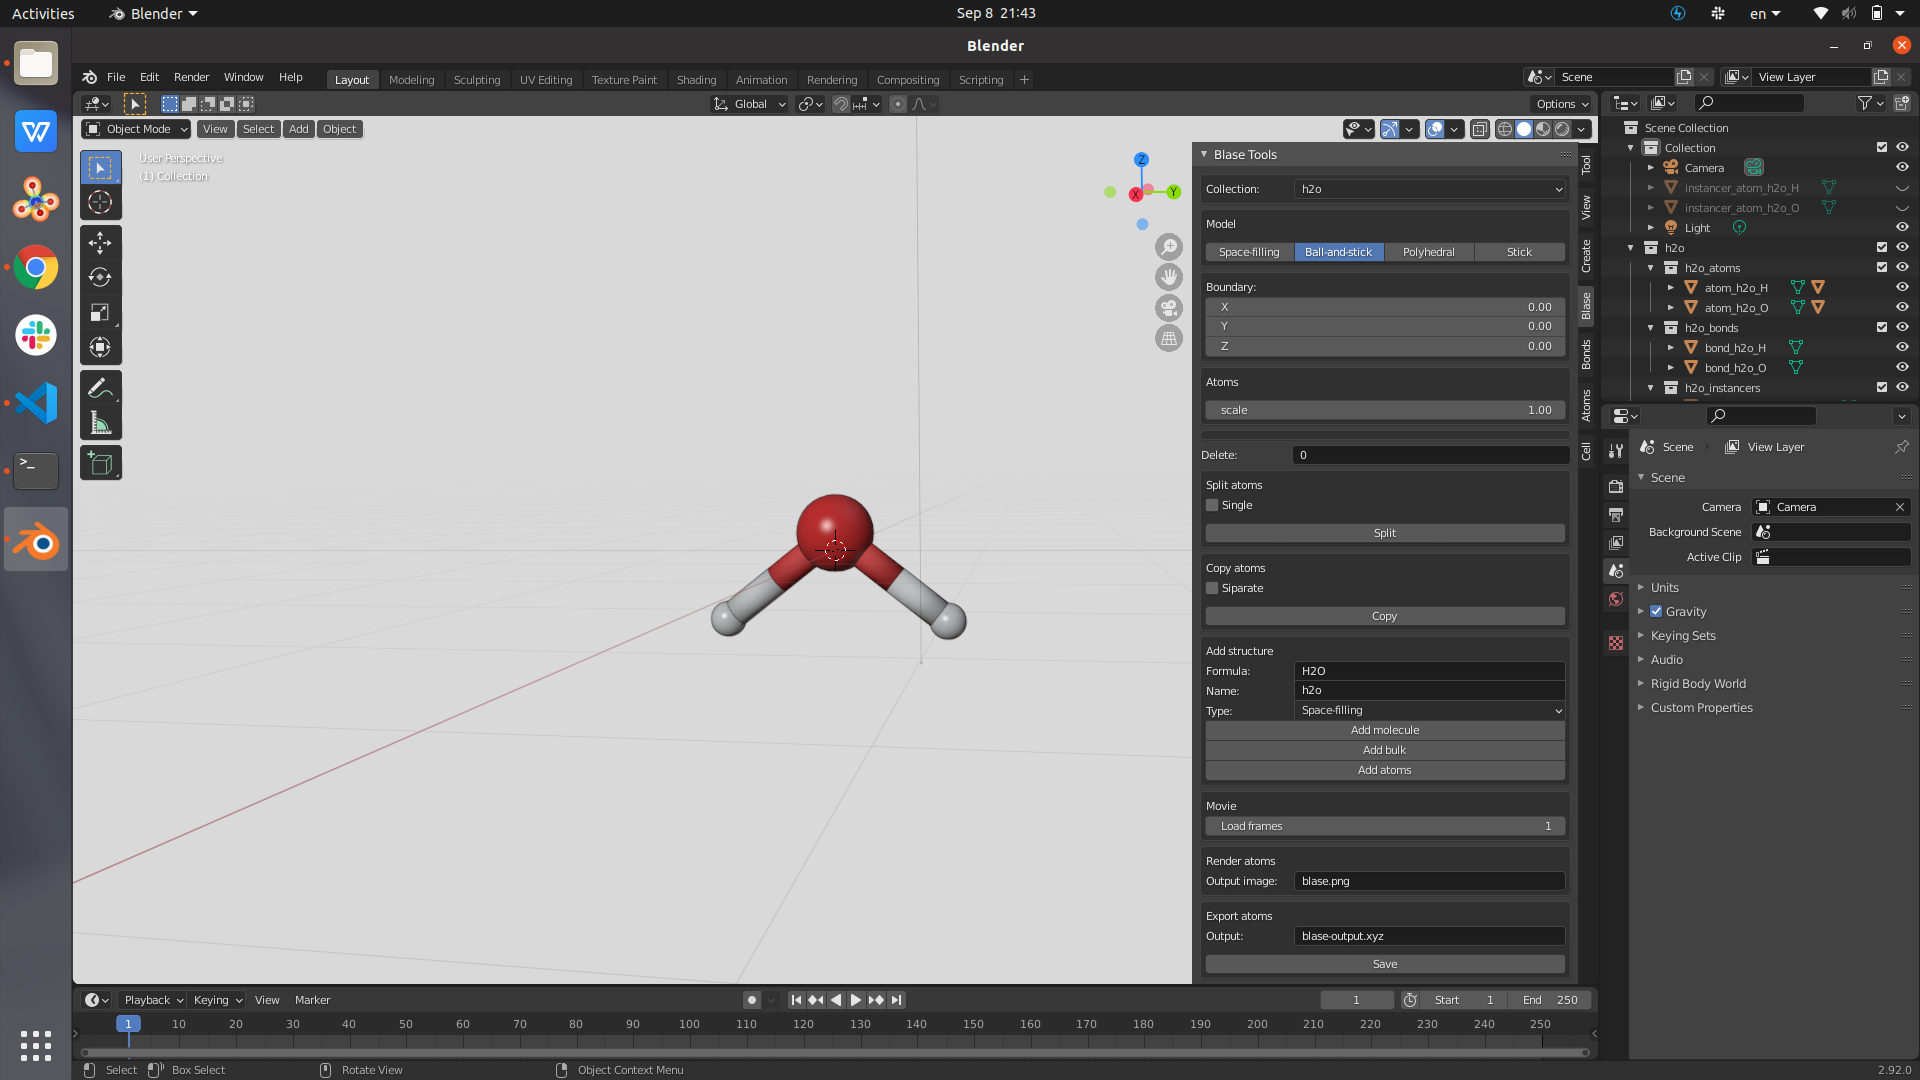 Activities
Blender
Sep 8 21:43
en
Blender
File Edit Render Window Help
Layout Modeling Sculpting UV Editing Texture Paint Shading Animation Rendering Compositing Scripting +
Scene
View Layer
Global
Options
Object Mode
View Select Add Object
User Perspective
(1) Collection
Z
Y
X
Blase Tools
Collection: h2o
Model
Space-filling Ball-and-stick Polyhedral Stick
Boundary:
X 0.00
Y 0.00
Z 0.00
Atoms
scale 1.00
Delete: 0
Split atoms
Single
Split
Copy atoms
Siparate
Copy
Add structure
Formula: H2O
Name: h2o
Type: Space-filling
Add molecule
Add bulk
Add atoms
Movie
Load frames 1
Render atoms
Output image: blase.png
Export atoms
Output: blase-output.xyz
Save
Tool
View
Create
Blase
Bonds
Atoms
Cell
Scene Collection
Collection
Camera
instancer_atom_h2o_H
instancer_atom_h2o_O
Light
h2o
h2o_atoms
atom_h2o_H
atom_h2o_O
h2o_bonds
bond_h2o_H
bond_h2o_O
h2o_instancers
Scene View Layer
Scene
Camera Camera
Background Scene
Active Clip
Units
Gravity
Keying Sets
Audio
Rigid Body World
Custom Properties
Playback Keying View Marker
1
Start 1
End 250
1 10 20 30 40 50 60 70 80 90 100 110 120 130 140 150 160 170 180 190 200 210 220 230 240 250
Select Box Select Rotate View Object Context Menu
2.92.0